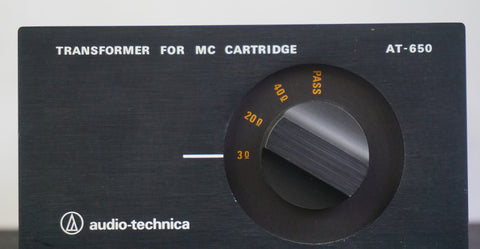 TRANSFORMER FOR MC CARTRIDGE AT-650
PASS
40Ω
20Ω
3Ω
audio-technica